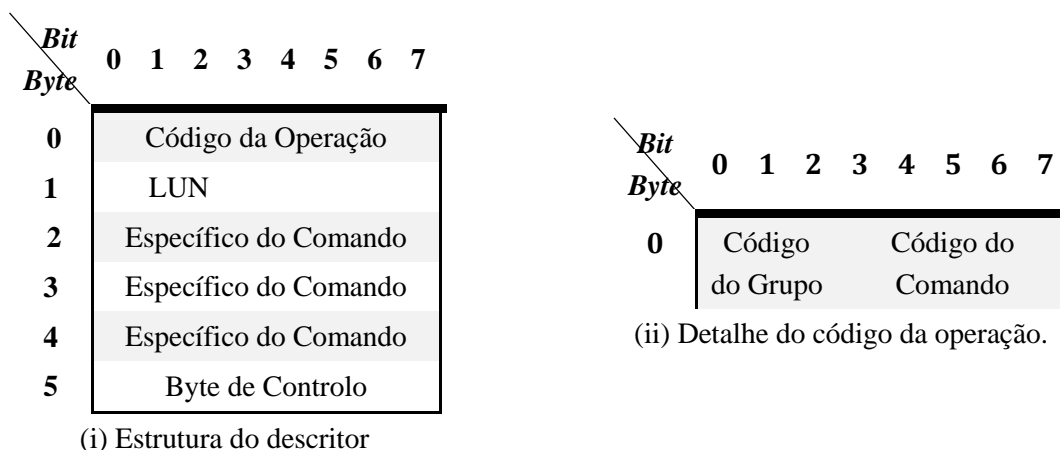 Bit
Byte
0 1 2 3 4 5 6 7
0 Código da Operação
1 LUN
2 Específico do Comando
3 Específico do Comando
4 Específico do Comando
5 Byte de Controlo
(i) Estrutura do descritor
Bit
Byte
0 1 2 3 4 5 6 7
0 Código do Grupo Código do Comando
(ii) Detalhe do código da operação.